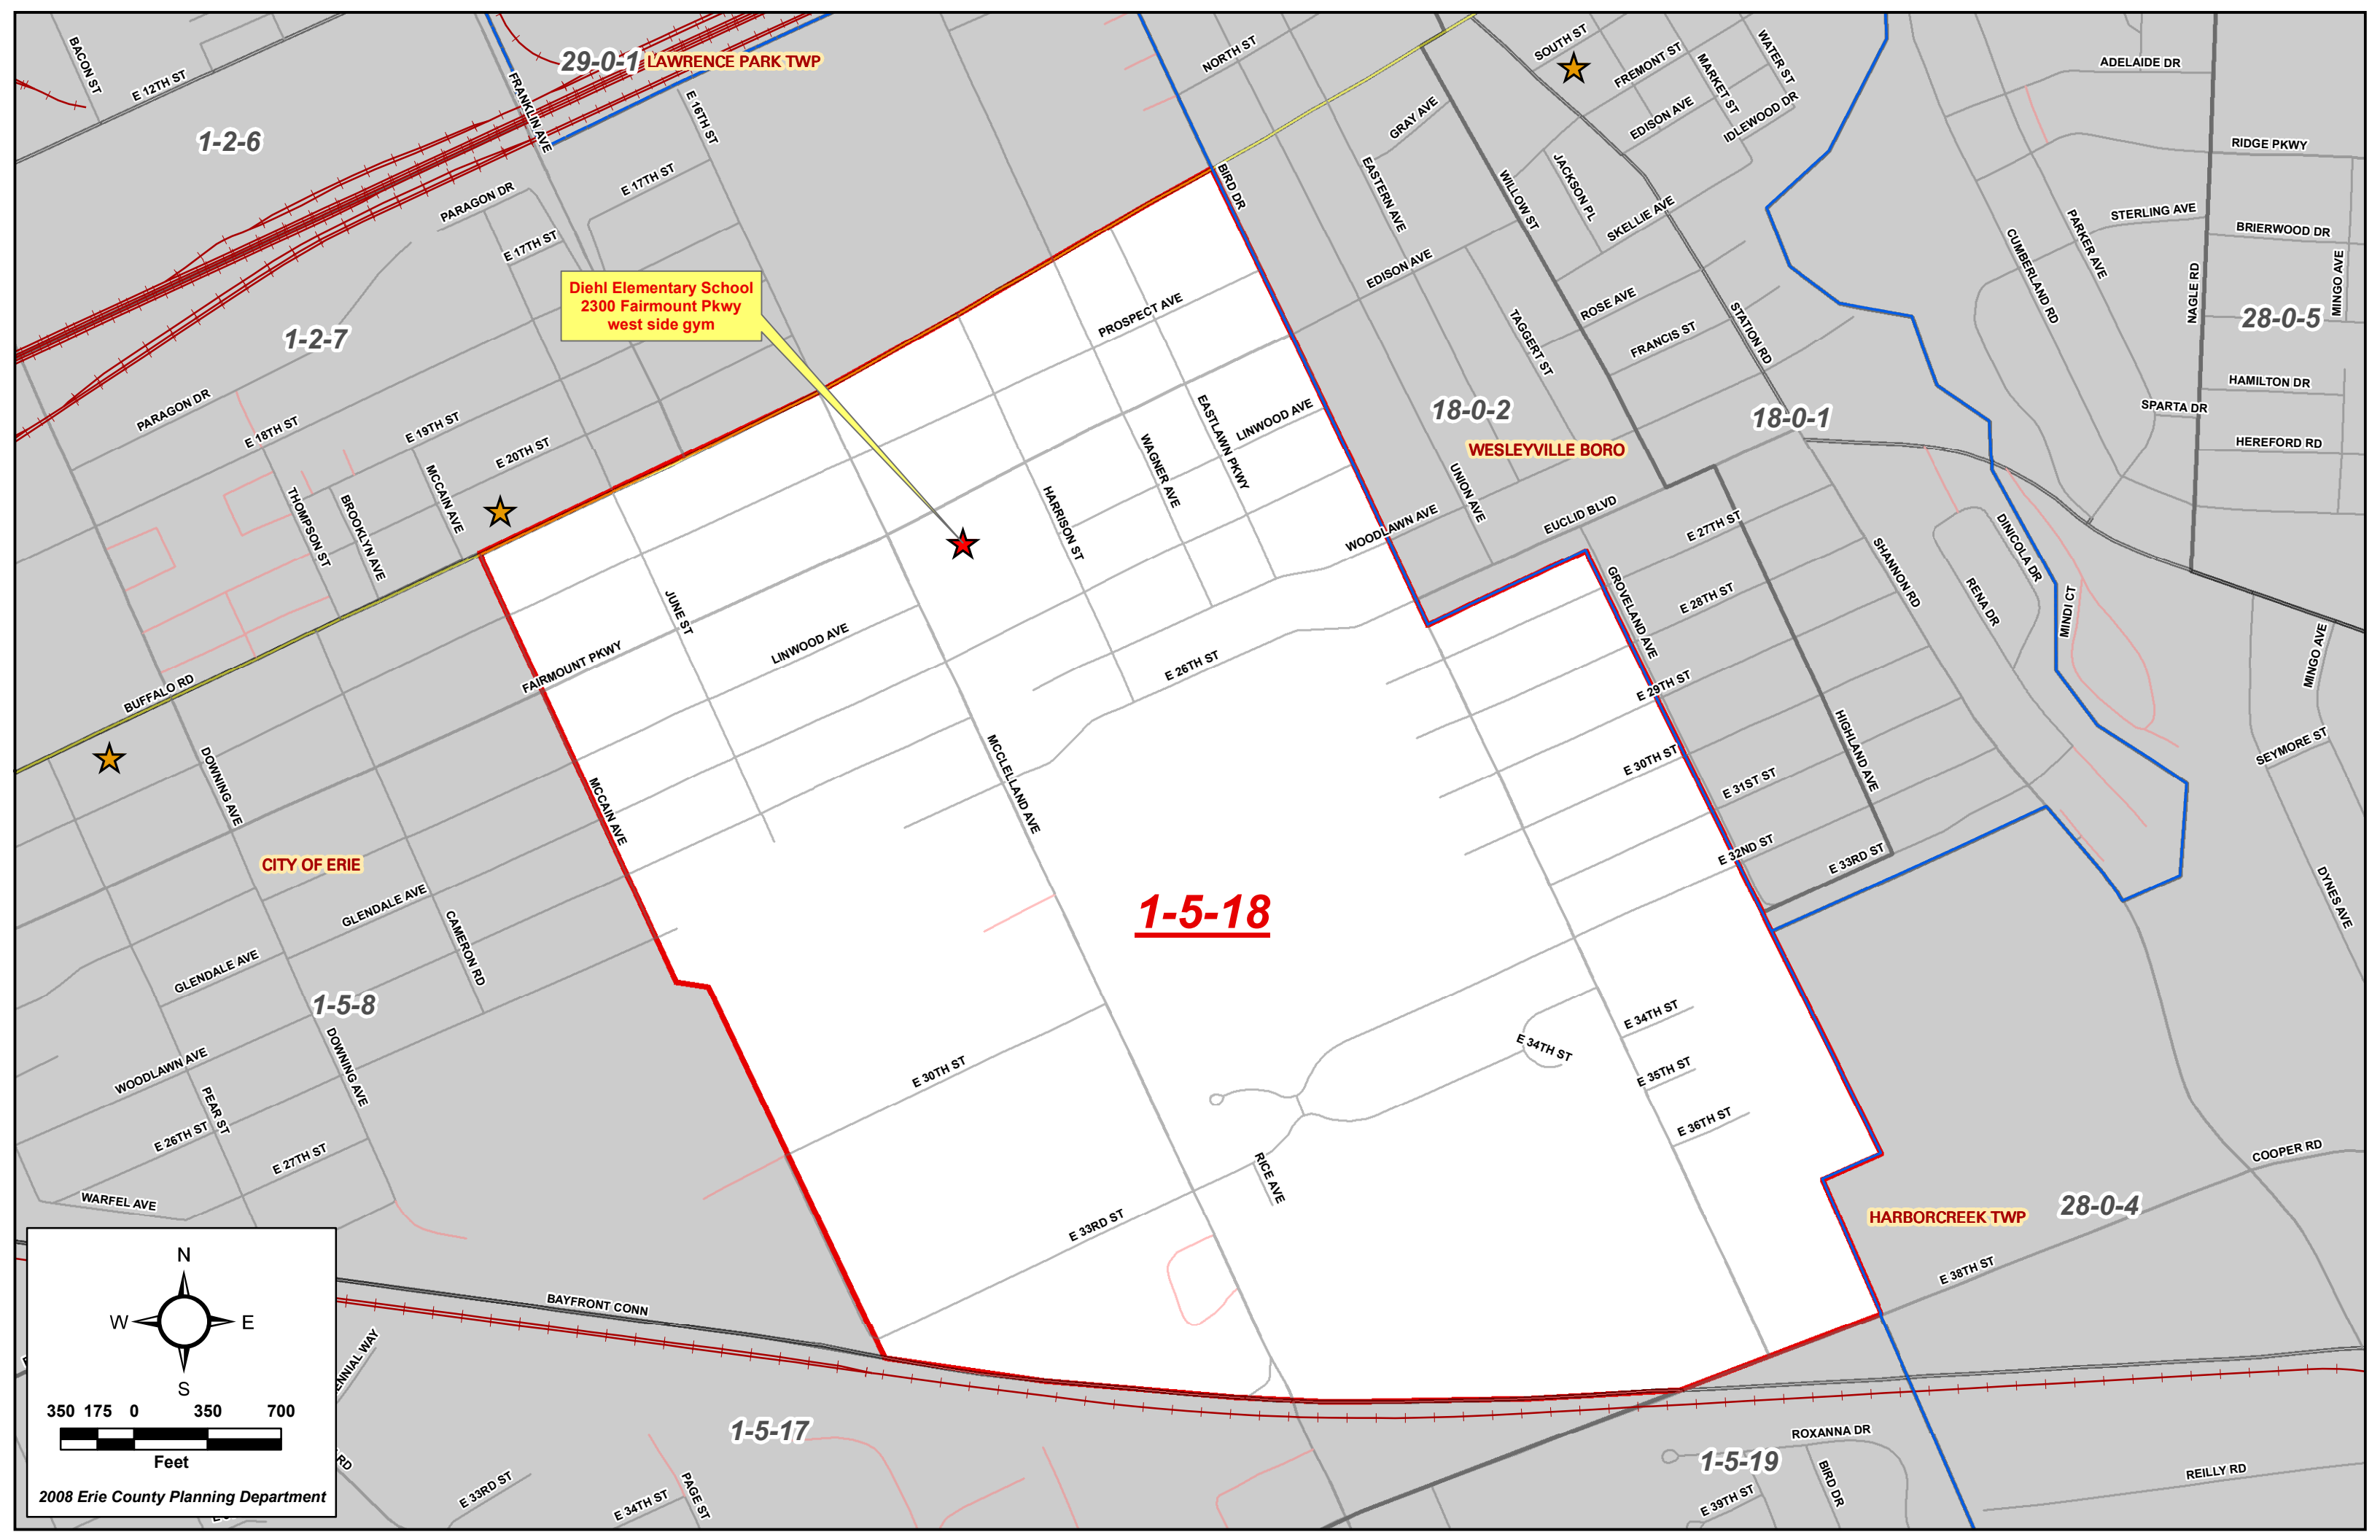 BACON ST
E 12TH ST
29-0-1
LAWRENCE PARK TWP
FRANKLIN AVE
E 16TH ST
NORTH ST
SOUTH ST
FREMONT ST
MARKET ST
WATER ST
ADELAIDE DR
1-2-6
GRAY AVE
EDISON AVE
IDLEWOOD DR
RIDGE PKWY
E 17TH ST
PARAGON DR
BIRD DR
EASTERN AVE
WILLOW ST
JACKSON PL
SKELLIE AVE
CUMBERLAND RD
PARKER AVE
STERLING AVE
BRIERWOOD DR
E 17TH ST
EDISON AVE
NAGLE RD
MINGO AVE
Diehl Elementary School
2300 Fairmount Pkwy
west side gym
PROSPECT AVE
ROSE AVE
STATION RD
TAGGERT ST
FRANCIS ST
28-0-5
1-2-7
PARAGON DR
E 18TH ST
E 19TH ST
E 20TH ST
EASTLAWN PKWY
LINWOOD AVE
18-0-2
18-0-1
HAMILTON DR
SPARTA DR
HEREFORD RD
WESLEYVILLE BORO
MCCAIN AVE
THOMPSON ST
BROOKLYN AVE
WAGNER AVE
HARRISON ST
UNION AVE
WOODLAWN AVE
EUCLID BLVD
E 27TH ST
SHANNON RD
DINICOLA DR
JUNE ST
LINWOOD AVE
FAIRMOUNT PKWY
E 26TH ST
GROVELAND AVE
E 28TH ST
RENA DR
MINDI CT
BUFFALO RD
E 29TH ST
MINGO AVE
DOWNING AVE
MCCAIN AVE
MCCLELLAND AVE
E 30TH ST
E 31ST ST
HIGHLAND AVE
SEYMORE ST
CITY OF ERIE
E 32ND ST
E 33RD ST
DYNES AVE
GLENDALE AVE
CAMERON RD
1-5-18
GLENDALE AVE
1-5-8
DOWNING AVE
E 34TH ST
E 34TH ST
WOODLAWN AVE
PEAR ST
E 30TH ST
E 35TH ST
E 26TH ST
E 27TH ST
E 36TH ST
COOPER RD
WARFEL AVE
RICE AVE
E 33RD ST
HARBORCREEK TWP
28-0-4
E 38TH ST
BAYFRONT CONN
N
W
E
S
350 175 0 350 700
Feet
2008 Erie County Planning Department
ENNIAL WAY
RD
1-5-17
1-5-19
ROXANNA DR
BIRD DR
REILLY RD
E 33RD ST
E 34TH ST
PAGE ST
E 39TH ST